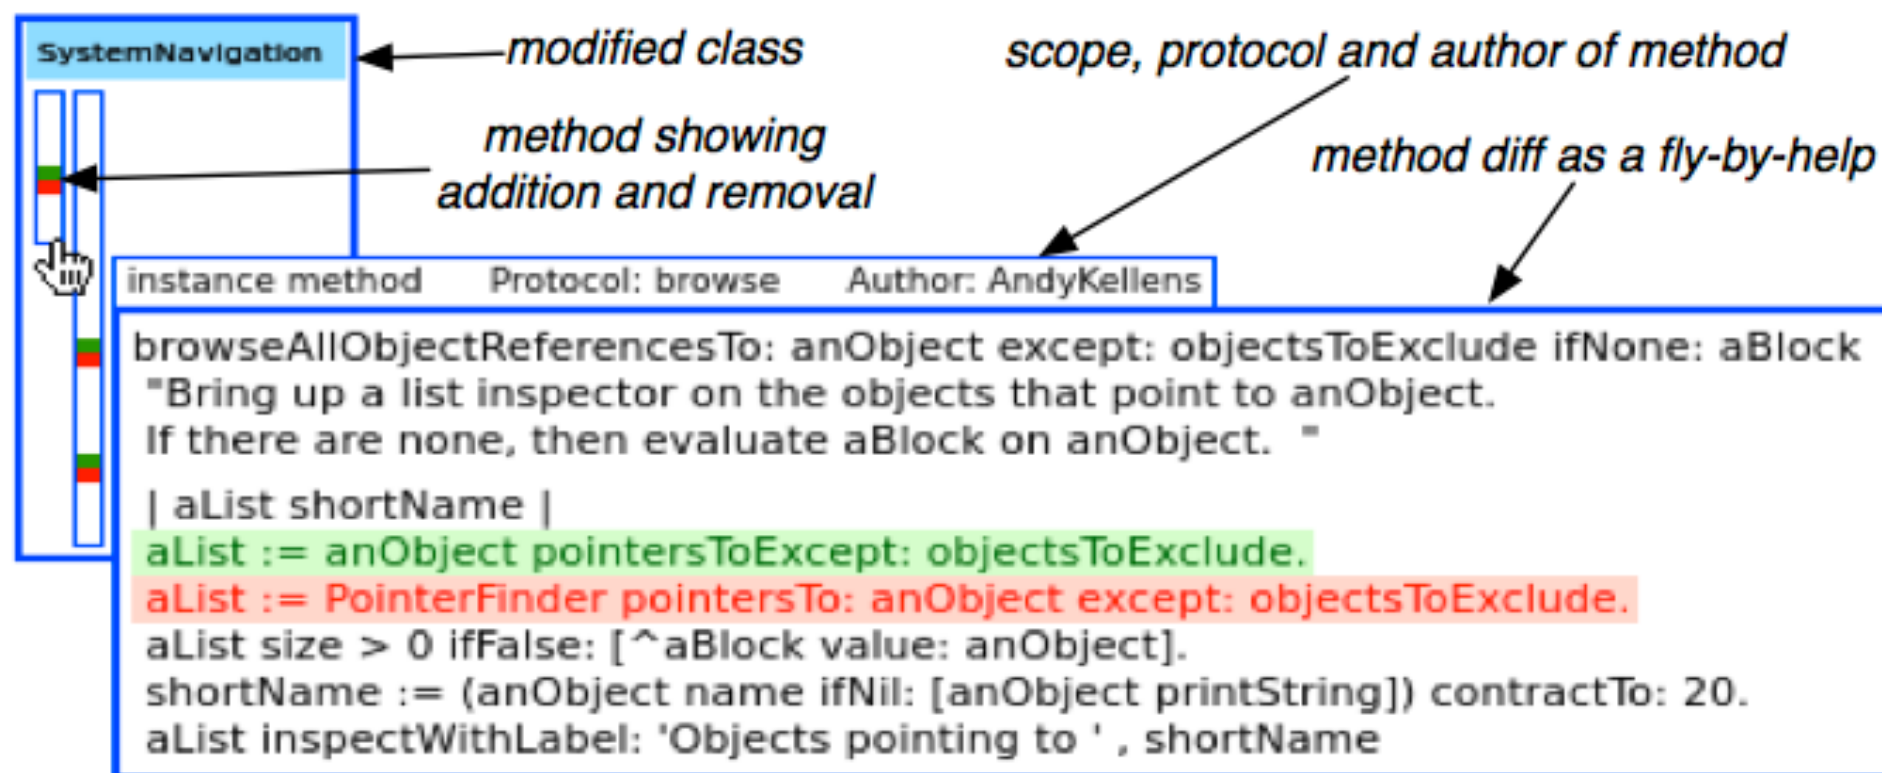 SystemNavigation
modified class
scope, protocol and author of method
method showing
addition and removal
method diff as a fly-by-help
instance method Protocol: browse Author: AndyKellens
browseAllObjectReferencesTo: anObject except: objectsToExclude ifNone: aBlock
"Bring up a list inspector on the objects that point to anObject.
If there are none, then evaluate aBlock on anObject. "
| aList shortName |
aList := anObject pointersToExcept: objectsToExclude.
aList := PointerFinder pointersTo: anObject except: objectsToExclude.
aList size > 0 ifFalse: [^aBlock value: anObject].
shortName := (anObject name ifNil: [anObject printString]) contractTo: 20.
aList inspectWithLabel: 'Objects pointing to ' , shortName